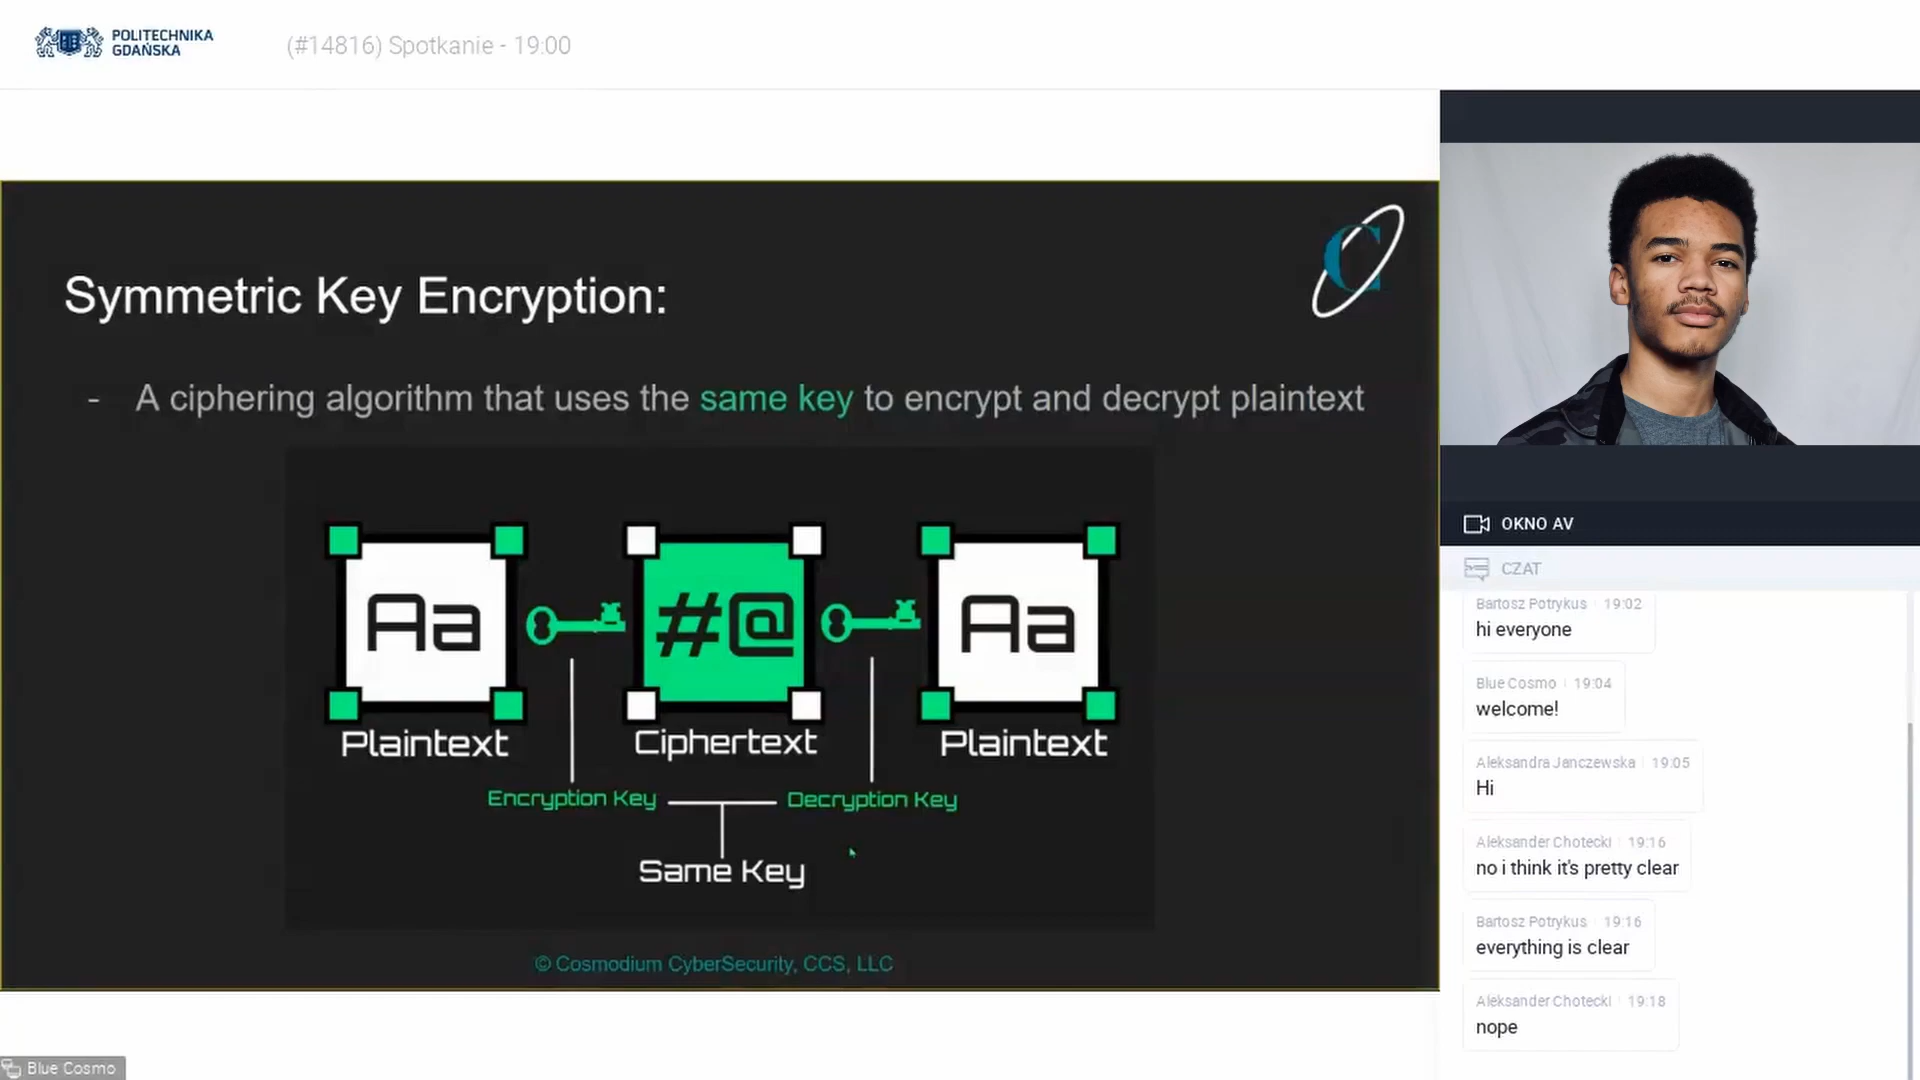 POLITECHNIKA
GDAŃSKA
(#14816) Spotkanie - 19:00
Symmetric Key Encryption:
- A ciphering algorithm that uses the same key to encrypt and decrypt plaintext
Aa
#@
Aa
Plaintext
Ciphertext
Plaintext
Encryption Key
Decryption Key
Same Key
© Cosmodium CyberSecurity, CCS, LLC
Blue Cosmo
OKNO AV
CZAT
Bartosz Potrykus 19:02
hi everyone
Blue Cosmo 19:04
welcome!
Aleksandra Janczewska 19:05
Hi
Aleksander Chotecki 19:16
no i think it's pretty clear
Bartosz Potrykus 19:16
everything is clear
Aleksander Chotecki 19:18
nope